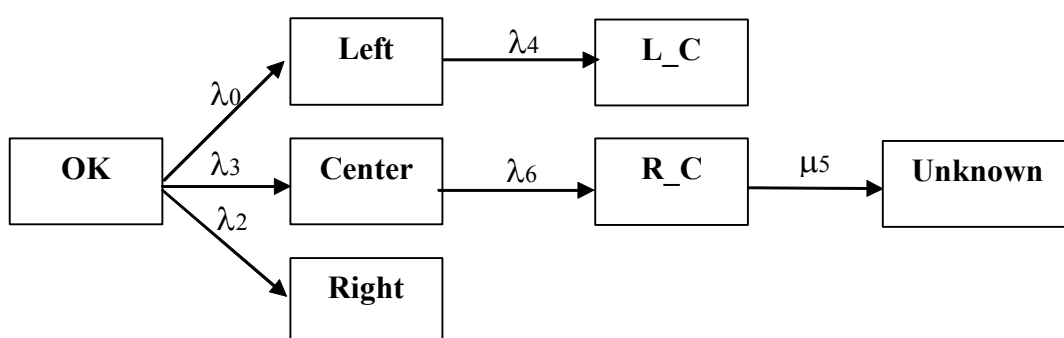 Left
λ4
L_C
λ0
OK
λ3
Center
λ6
R_C
μ5
Unknown
λ2
Right